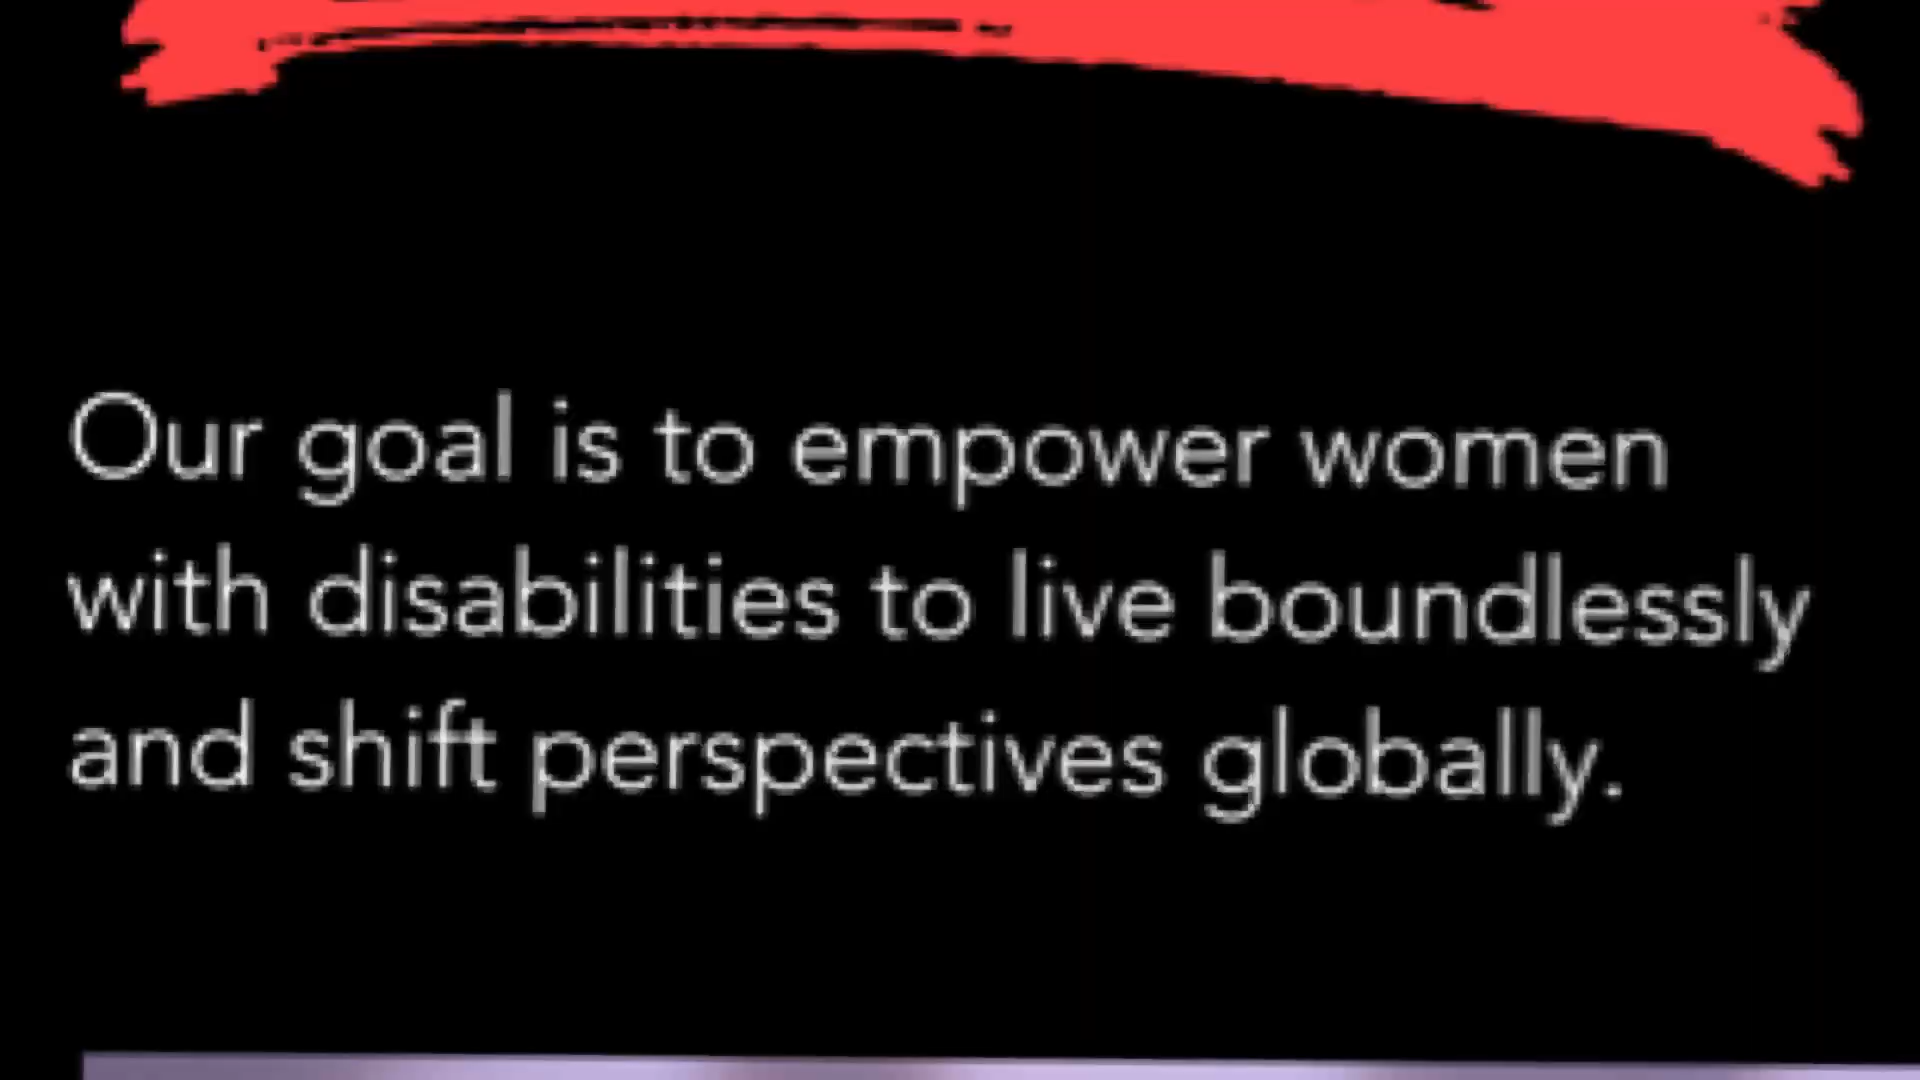 Our goal is to empower women
with disabilities to live boundlessly
and shift perspectives globally.